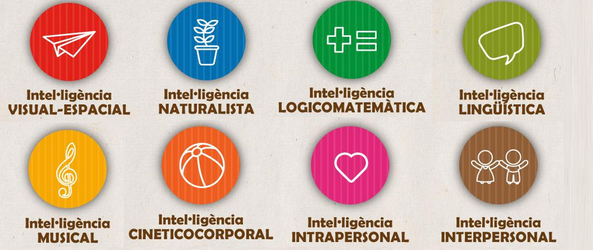 Intel·ligència
VISUAL-ESPACIAL
Intel·ligència
NATURALISTA
Intel·ligència
LOGICOMATEMÀTICA
Intel·ligència
LINGÜÍSTICA
Intel·ligència
MUSICAL
Intel·ligència
CINETICOCORPORAL
Intel·ligència
INTRAPERSONAL
Intel·ligència
INTERPERSONAL